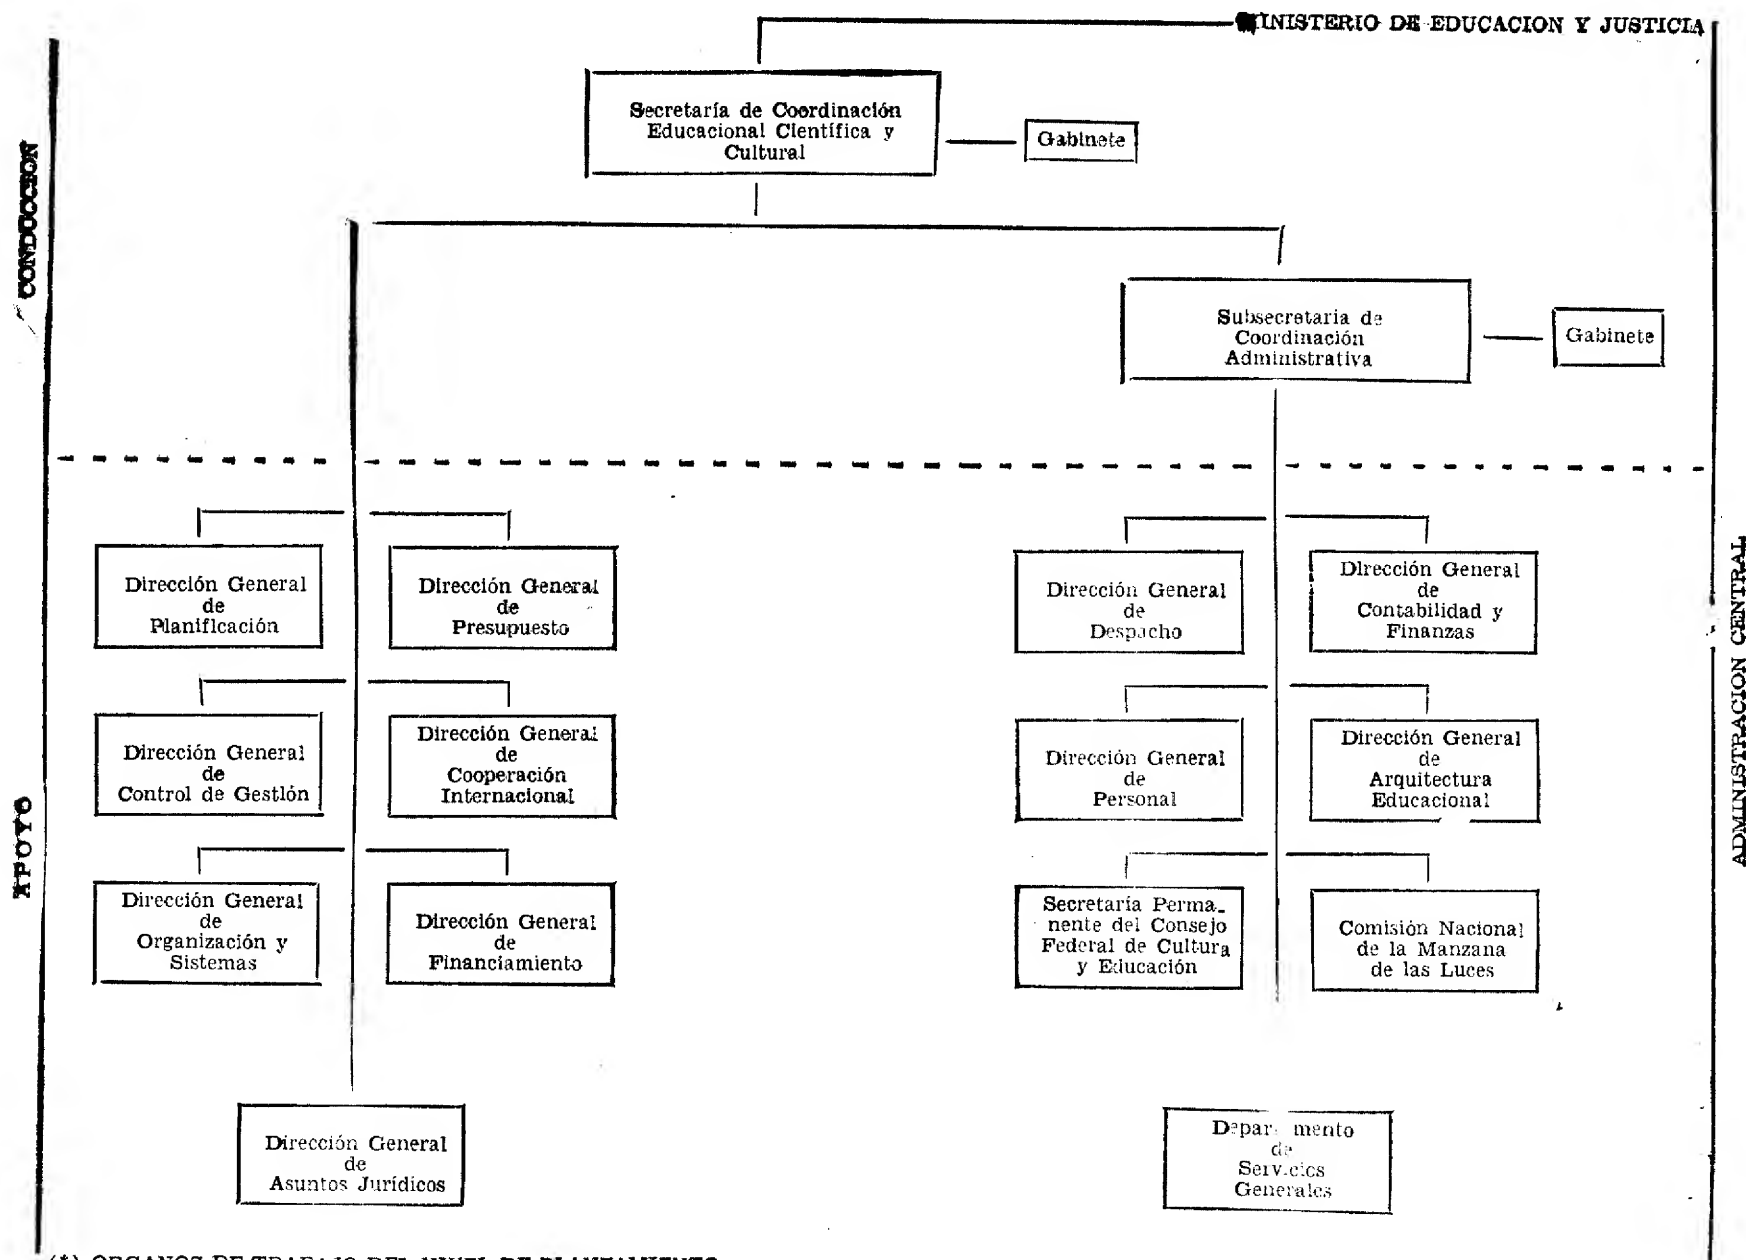 MINISTERIO DE EDUCACION Y JUSTICIA
CONDUCCION
Secretaría de Coordinación
Educacional Científica y
Cultural
Gabinete
Subsecretaria de
Coordinación
Administrativa
Gabinete
APOYO
ADMINISTRACION CENTRAL
Dirección General
de
Planificación
Dirección General
de
Presupuesto
Dirección General
de
Despacho
Dirección General
de
Contabilidad y
Finanzas
Dirección General
de
Control de Gestión
Dirección General
de
Cooperación
Internacional
Dirección General
de
Personal
Dirección General
de
Arquitectura
Educacional
Dirección General
de
Organización y
Sistemas
Dirección General
de
Financiamiento
Secretaría Perma_
nente del Consejo
Federal de Cultura
y Educación
Comisión Nacional
de la Manzana
de las Luces
Dirección General
de
Asuntos Jurídicos
de
Generales